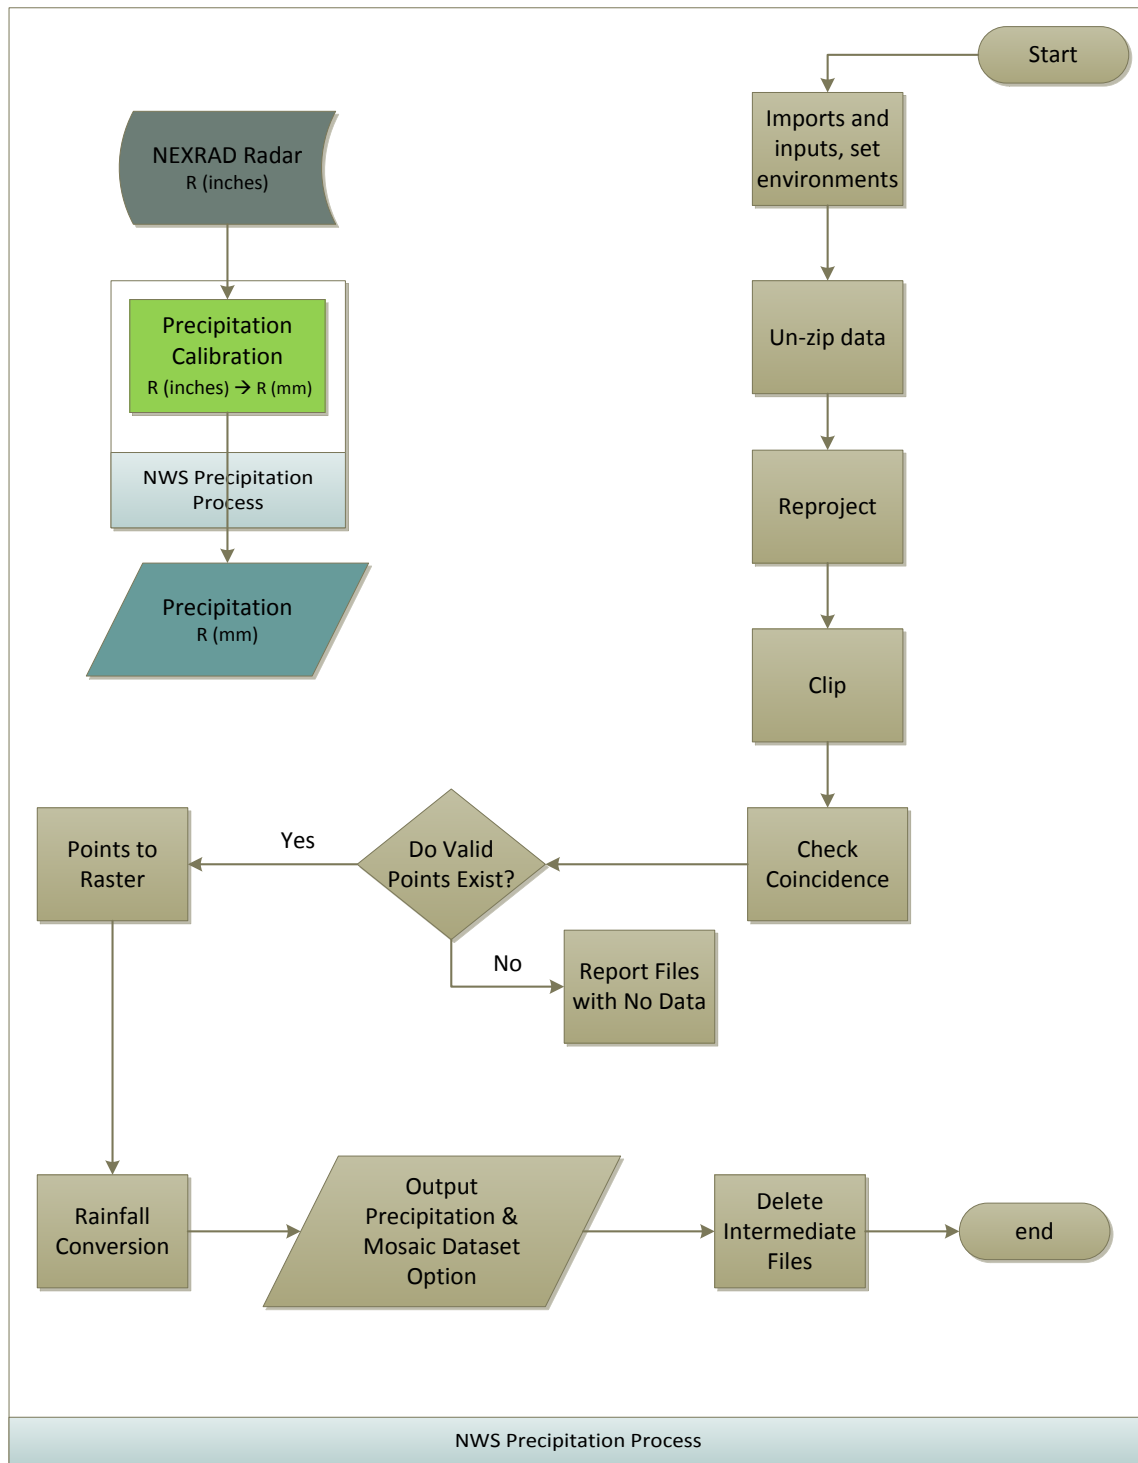 Start
Imports and
inputs, set
environments
NEXRAD Radar
R (inches)
Precipitation
Calibration
R (inches) → R (mm)
NWS Precipitation
Process
Precipitation
R (mm)
Un-zip data
Reproject
Clip
Check
Coincidence
Do Valid
Points Exist?
Yes
No
Points to
Raster
Report Files
with No Data
Rainfall
Conversion
Output
Precipitation &
Mosaic Dataset
Option
Delete
Intermediate
Files
end
NWS Precipitation Process